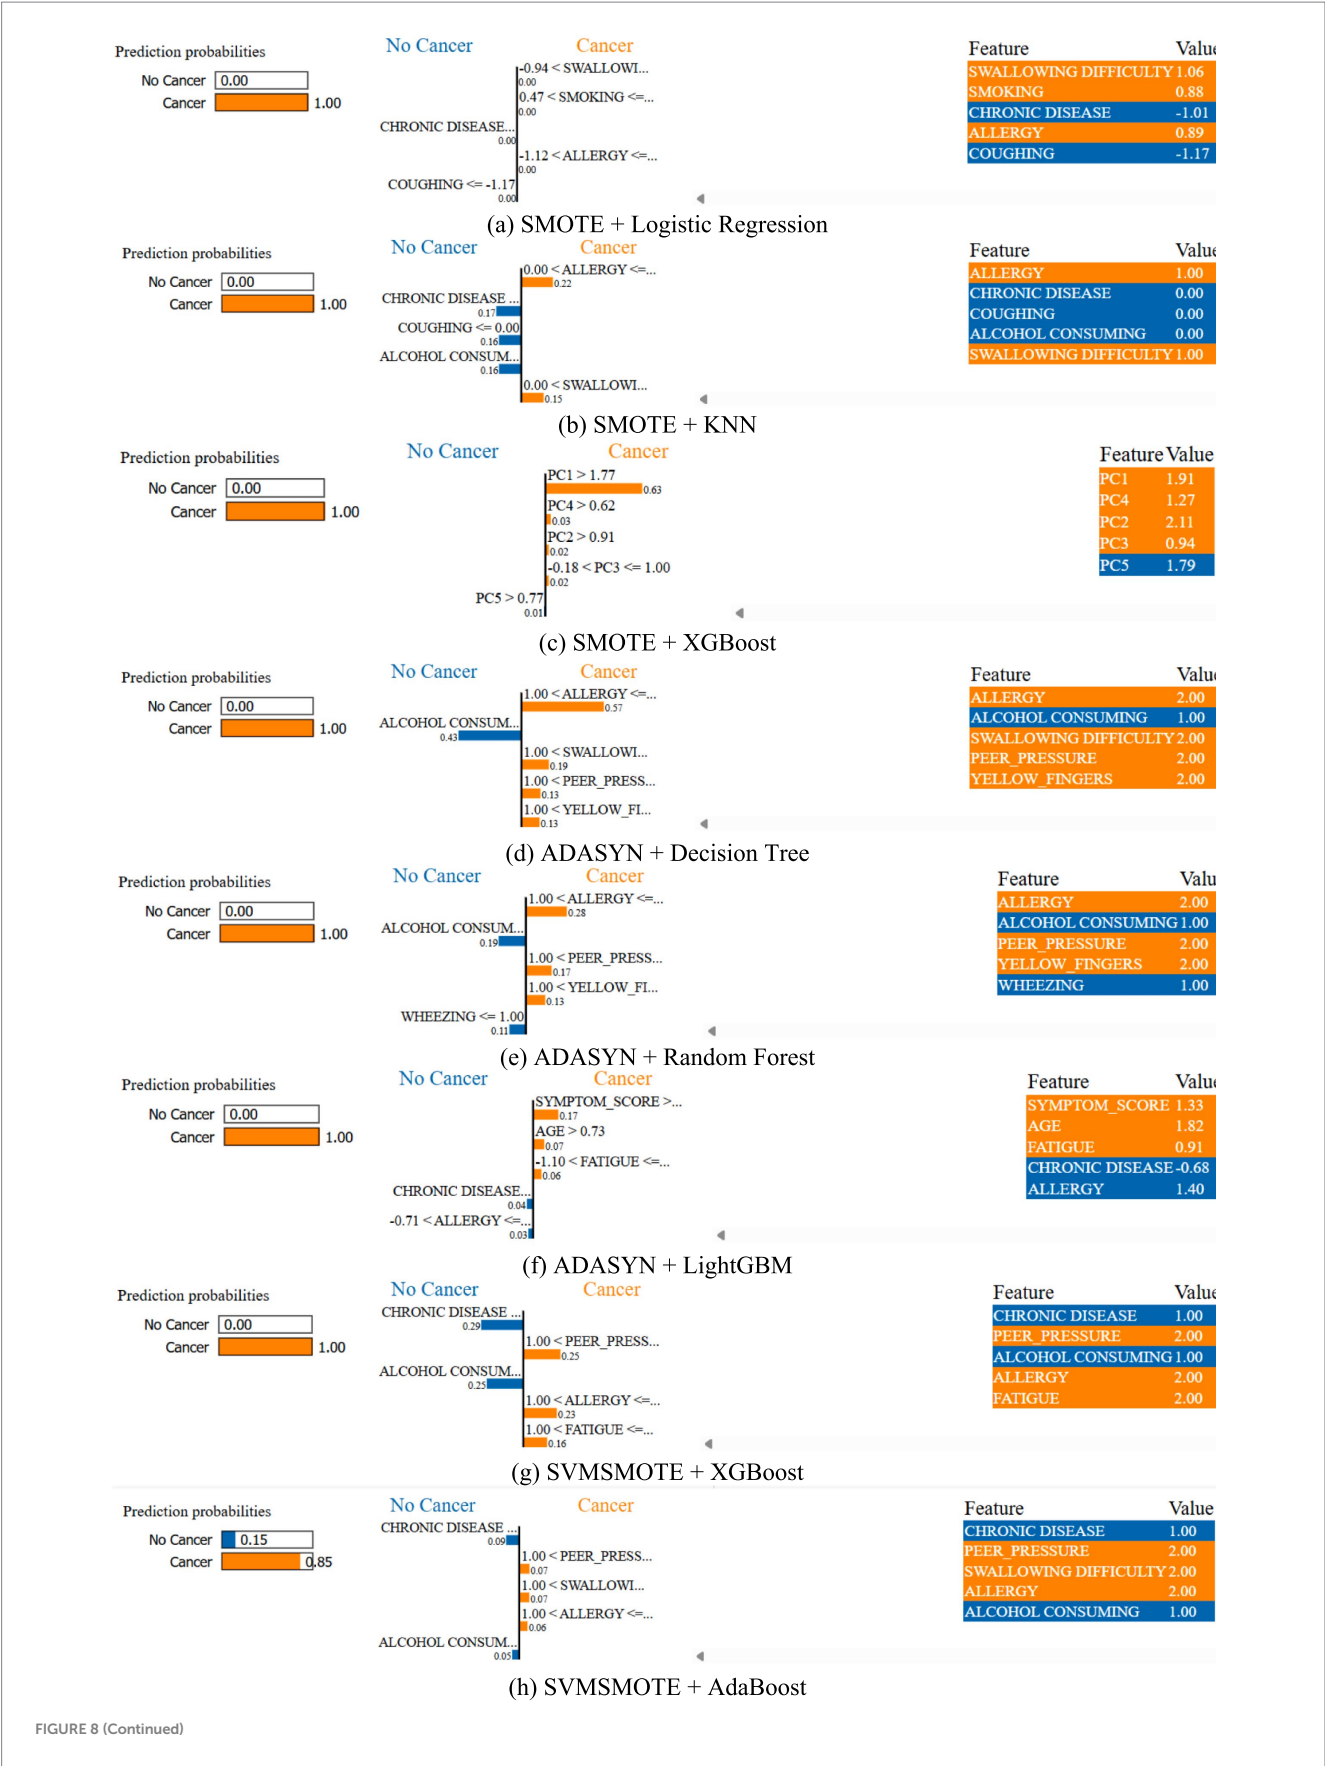 Prediction probabilities
No Cancer 0.00
Cancer 1.00
No Cancer Cancer
-0.94 < SWALLOWI...
0.00
0.47 < SMOKING <=...
0.00
CHRONIC DISEASE...
0.00
-1.12 < ALLERGY <=...
0.00
COUGHING <= -1.17
0.00
Feature Value
SWALLOWING DIFFICULTY 1.06
SMOKING 0.88
CHRONIC DISEASE -1.01
ALLERGY 0.89
COUGHING -1.17
(a) SMOTE + Logistic Regression
Prediction probabilities
No Cancer 0.00
Cancer 1.00
No Cancer Cancer
0.00 < ALLERGY <=...
0.22
CHRONIC DISEASE ...
0.17
COUGHING <= 0.00
0.16
ALCOHOL CONSUM...
0.16
0.00 < SWALLOWI...
0.15
Feature Value
ALLERGY 1.00
CHRONIC DISEASE 0.00
COUGHING 0.00
ALCOHOL CONSUMING 0.00
SWALLOWING DIFFICULTY 1.00
(b) SMOTE + KNN
Prediction probabilities
No Cancer 0.00
Cancer 1.00
No Cancer Cancer
PC1 > 1.77
0.63
PC4 > 0.62
0.03
PC2 > 0.91
0.02
-0.18 < PC3 <= 1.00
0.02
PC5 > 0.77
0.01
Feature Value
PC1 1.91
PC4 1.27
PC2 2.11
PC3 0.94
PC5 1.79
(c) SMOTE + XGBoost
Prediction probabilities
No Cancer 0.00
Cancer 1.00
No Cancer Cancer
1.00 < ALLERGY <=...
0.57
ALCOHOL CONSUM...
0.43
1.00 < SWALLOWI...
0.19
1.00 < PEER_PRESS...
0.13
1.00 < YELLOW_FI...
0.13
Feature Value
ALLERGY 2.00
ALCOHOL CONSUMING 1.00
SWALLOWING DIFFICULTY 2.00
PEER_PRESSURE 2.00
YELLOW_FINGERS 2.00
(d) ADASYN + Decision Tree
Prediction probabilities
No Cancer 0.00
Cancer 1.00
No Cancer Cancer
1.00 < ALLERGY <=...
0.28
ALCOHOL CONSUM...
0.19
1.00 < PEER_PRESS...
0.17
1.00 < YELLOW_FI...
0.13
WHEEZING <= 1.00
0.11
Feature Valu
ALLERGY 2.00
ALCOHOL CONSUMING 1.00
PEER_PRESSURE 2.00
YELLOW_FINGERS 2.00
WHEEZING 1.00
(e) ADASYN + Random Forest
Prediction probabilities
No Cancer 0.00
Cancer 1.00
No Cancer Cancer
SYMPTOM_SCORE >...
0.17
AGE > 0.73
0.07
-1.10 < FATIGUE <=...
0.06
CHRONIC DISEASE...
0.04
-0.71 < ALLERGY <=...
0.03
Feature Value
SYMPTOM_SCORE 1.33
AGE 1.82
FATIGUE 0.91
CHRONIC DISEASE -0.68
ALLERGY 1.40
(f) ADASYN + LightGBM
Prediction probabilities
No Cancer 0.00
Cancer 1.00
No Cancer Cancer
CHRONIC DISEASE ...
0.29
1.00 < PEER_PRESS...
0.25
ALCOHOL CONSUM...
0.25
1.00 < ALLERGY <=...
0.23
1.00 < FATIGUE <=...
0.16
Feature Value
CHRONIC DISEASE 1.00
PEER_PRESSURE 2.00
ALCOHOL CONSUMING 1.00
ALLERGY 2.00
FATIGUE 2.00
(g) SVMSMOTE + XGBoost
Prediction probabilities
No Cancer 0.15
Cancer 0.85
No Cancer Cancer
CHRONIC DISEASE ...
0.09
1.00 < PEER_PRESS...
0.07
1.00 < SWALLOWI...
0.07
1.00 < ALLERGY <=...
0.06
ALCOHOL CONSUM...
0.05
Feature Value
CHRONIC DISEASE 1.00
PEER_PRESSURE 2.00
SWALLOWING DIFFICULTY 2.00
ALLERGY 2.00
ALCOHOL CONSUMING 1.00
(h) SVMSMOTE + AdaBoost
FIGURE 8 (Continued)